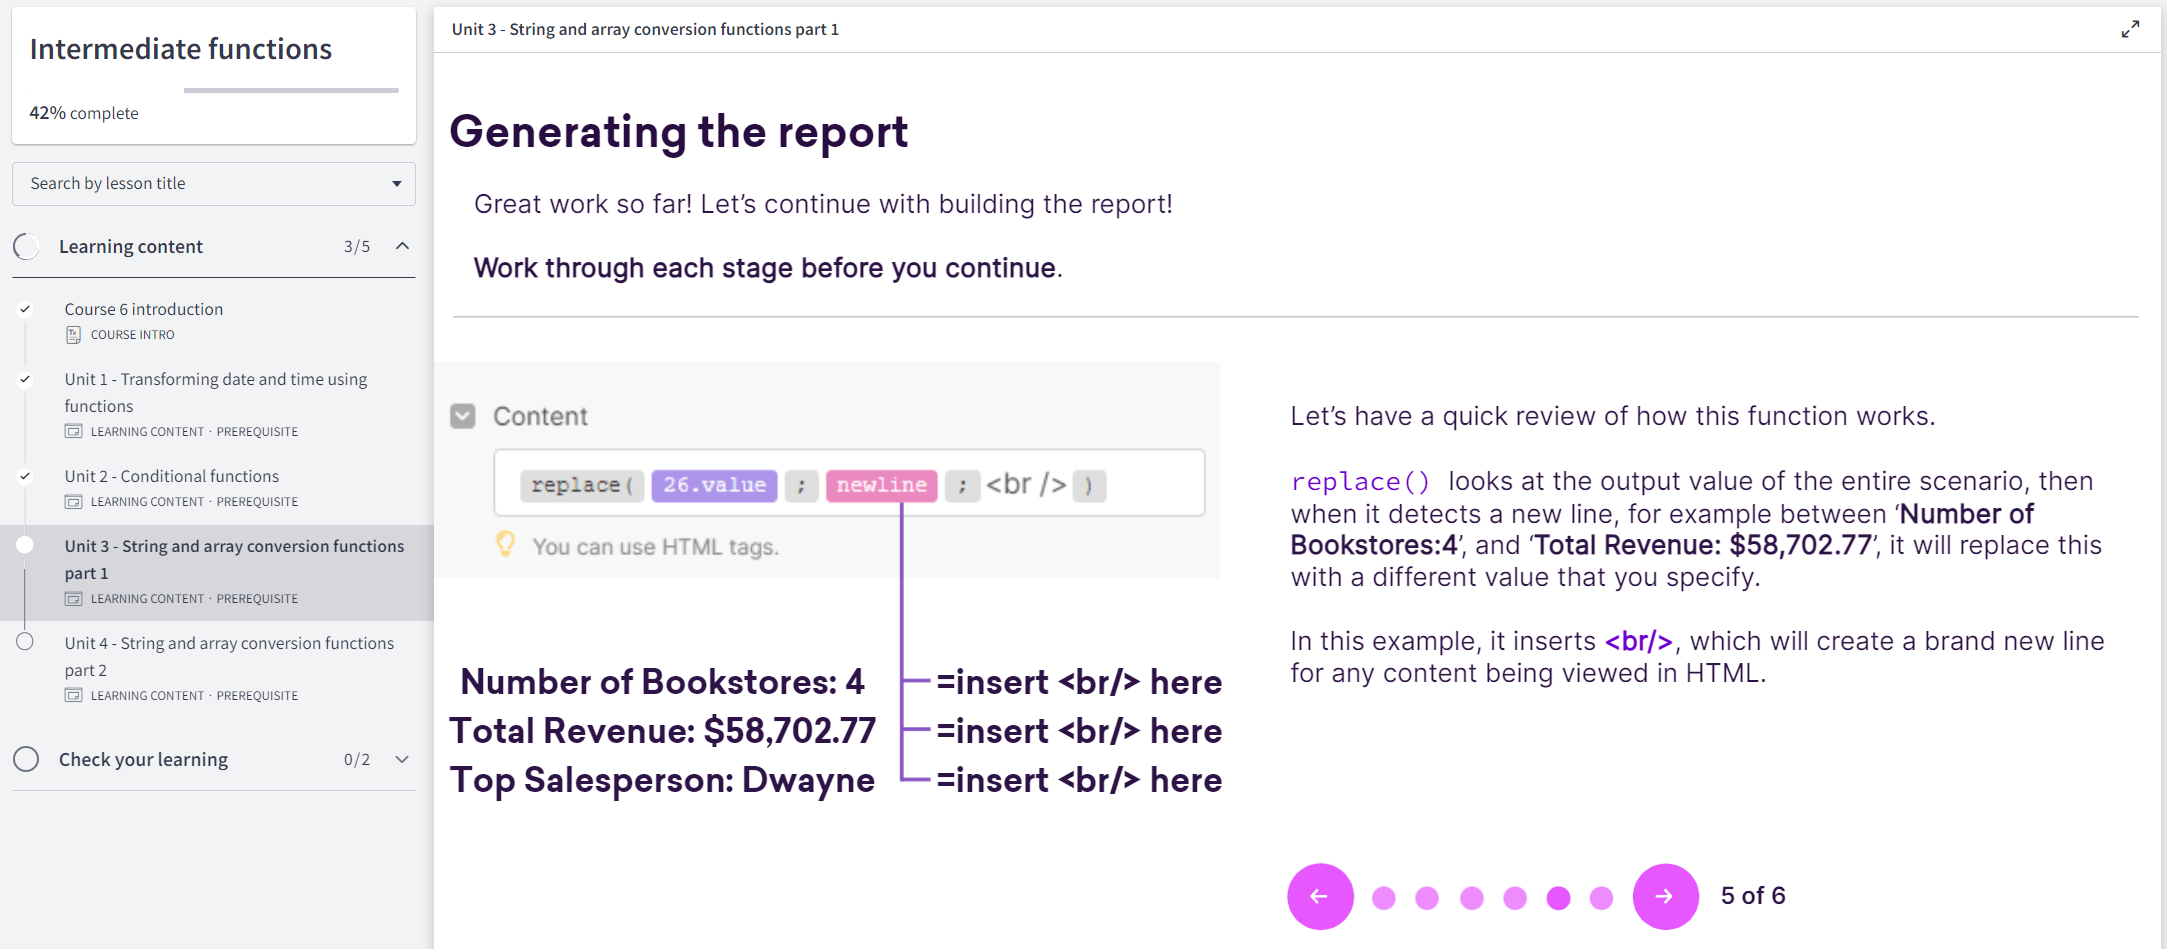 Intermediate functions
42% complete
Search by lesson title
Learning content 3/5
Course 6 introduction
COURSE INTRO
Unit 1 - Transforming date and time using
functions
LEARNING CONTENT · PREREQUISITE
Unit 2 - Conditional functions
LEARNING CONTENT · PREREQUISITE
Unit 3 - String and array conversion functions
part 1
LEARNING CONTENT · PREREQUISITE
Unit 4 - String and array conversion functions
part 2
LEARNING CONTENT · PREREQUISITE
Check your learning 0/2
Unit 3 - String and array conversion functions part 1
Generating the report
Great work so far! Let’s continue with building the report!
Work through each stage before you continue.
Content
replace( 26.value ; newline ; <br /> )
You can use HTML tags.
Number of Bookstores: 4 =insert <br/> here
Total Revenue: $58,702.77 =insert <br/> here
Top Salesperson: Dwayne =insert <br/> here
Let’s have a quick review of how this function works.
replace() looks at the output value of the entire scenario, then
when it detects a new line, for example between ‘Number of
Bookstores:4’, and ‘Total Revenue: $58,702.77’, it will replace this
with a different value that you specify.
In this example, it inserts <br/>, which will create a brand new line
for any content being viewed in HTML.
5 of 6